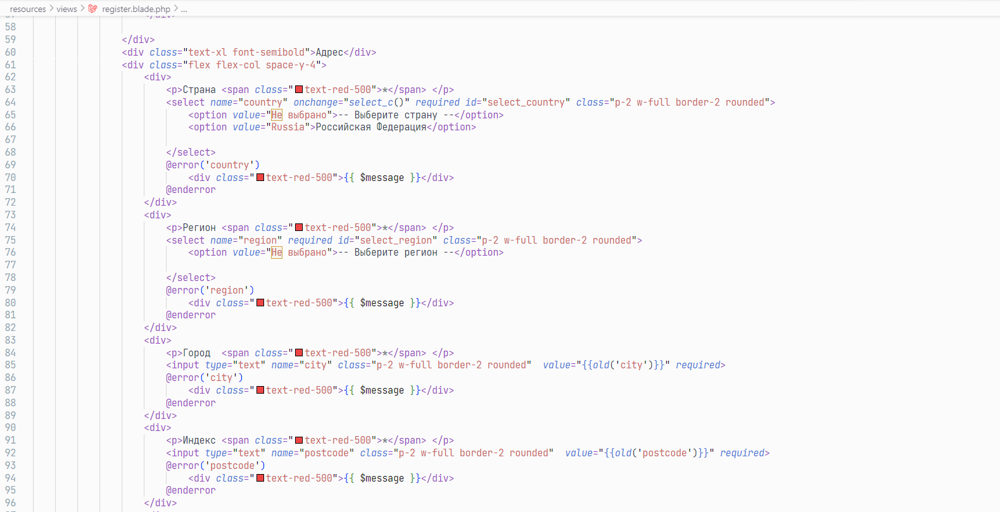 resources > views > register.blade.php > ...
57 </div>
58
59 </div>
60 <div class="text-xl font-semibold">Адрес</div>
61 <div class="flex flex-col space-y-4">
62 <div>
63 <p>Страна <span class="text-red-500">*</span> </p>
64 <select name="country" onchange="select_c()" required id="select_country" class="p-2 w-full border-2 rounded">
65 <option value="Не выбрано">-- Выберите страну --</option>
66 <option value="Russia">Российская Федерация</option>
67
68 </select>
69 @error('country')
70 <div class="text-red-500">{{ $message }}</div>
71 @enderror
72 </div>
73 <div>
74 <p>Регион <span class="text-red-500">*</span> </p>
75 <select name="region" required id="select_region" class="p-2 w-full border-2 rounded">
76 <option value="Не выбрано">-- Выберите регион --</option>
77
78 </select>
79 @error('region')
80 <div class="text-red-500">{{ $message }}</div>
81 @enderror
82 </div>
83 <div>
84 <p>Город  <span class="text-red-500">*</span> </p>
85 <input type="text" name="city" class="p-2 w-full border-2 rounded"  value="{{old('city')}}" required>
86 @error('city')
87 <div class="text-red-500">{{ $message }}</div>
88 @enderror
89 </div>
90 <div>
91 <p>Индекс <span class="text-red-500">*</span> </p>
92 <input type="text" name="postcode" class="p-2 w-full border-2 rounded"  value="{{old('postcode')}}" required>
93 @error('postcode')
94 <div class="text-red-500">{{ $message }}</div>
95 @enderror
96 </div>